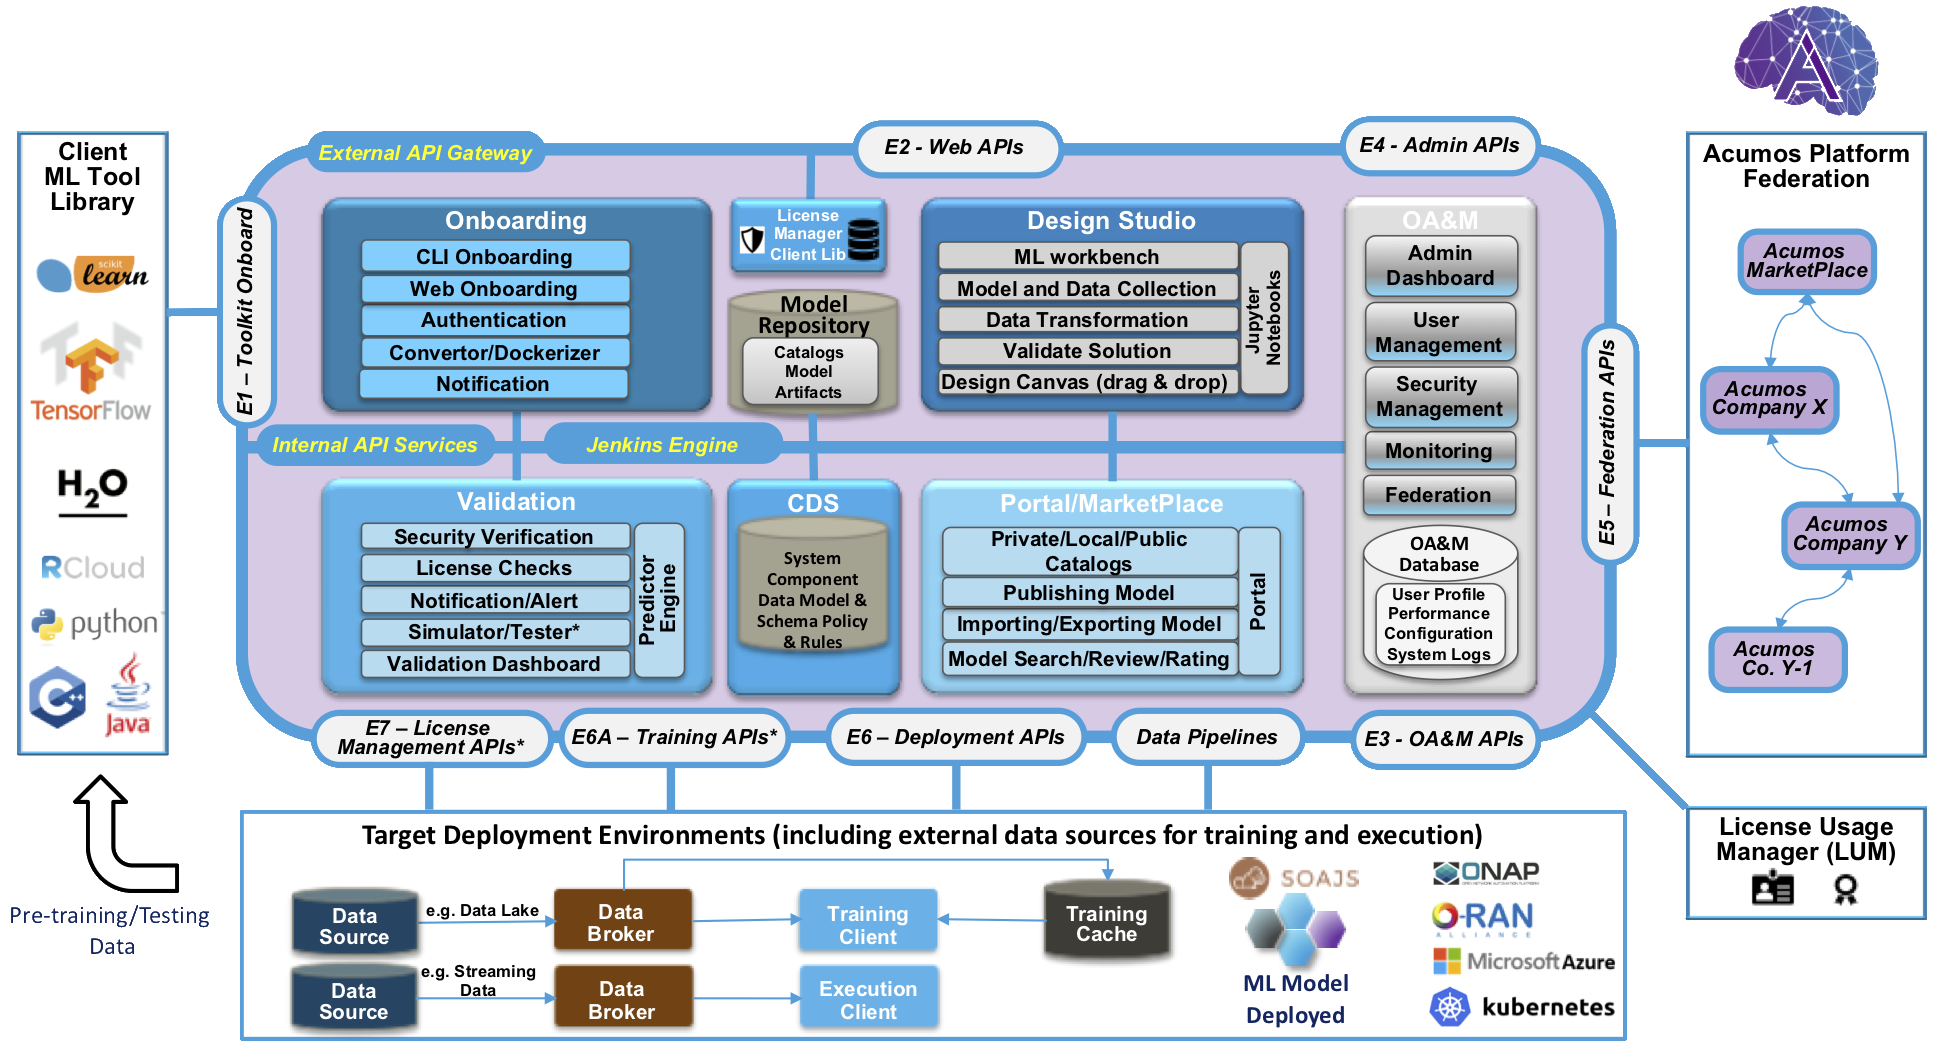 Client
ML Tool
Library
scikit
learn
TensorFlow
H2O
RCloud
python
C++
Java
Pre-training/Testing
Data
External API Gateway
E2 - Web APIs
E4 - Admin APIs
E1 – Toolkit Onboard
Onboarding
CLI Onboarding
Web Onboarding
Authentication
Convertor/Dockerizer
Notification
License
Manager
Client Lib
Model
Repository
Catalogs
Model
Artifacts
Design Studio
ML workbench
Model and Data Collection
Data Transformation
Validate Solution
Design Canvas (drag & drop)
Jupyter
Notebooks
OA&M
Admin
Dashboard
User
Management
Security
Management
Monitoring
Federation
OA&M
Database
User Profile
Performance
Configuration
System Logs
Internal API Services
Jenkins Engine
Validation
Security Verification
License Checks
Notification/Alert
Simulator/Tester*
Validation Dashboard
Predictor
Engine
CDS
System
Component
Data Model &
Schema Policy
& Rules
Portal/MarketPlace
Private/Local/Public
Catalogs
Publishing Model
Importing/Exporting Model
Model Search/Review/Rating
Portal
E5 – Federation APIs
E7 – License
Management APIs*
E6A – Training APIs*
E6 – Deployment APIs
Data Pipelines
E3 - OA&M APIs
A
Acumos Platform
Federation
Acumos
MarketPlace
Acumos
Company X
Acumos
Company Y
Acumos
Co. Y-1
License Usage
Manager (LUM)
Target Deployment Environments (including external data sources for training and execution)
Data
Source
e.g. Data Lake
Data
Broker
Training
Client
Training
Cache
Data
Source
e.g. Streaming
Data
Data
Broker
Execution
Client
SOAJS
ML Model
Deployed
ONAP
OPEN NETWORK AUTOMATION PLATFORM
O-RAN
ALLIANCE
Microsoft Azure
kubernetes